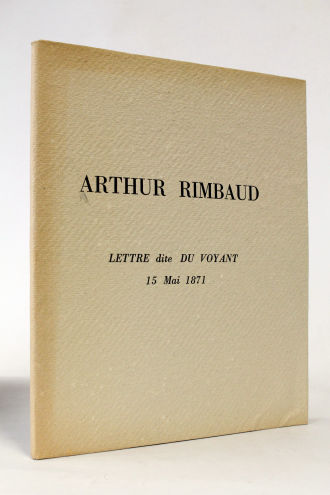 ARTHUR RIMBAUD
LETTRE dite DU VOYANT
15 Mai 1871